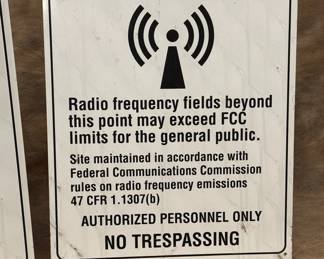 Radio frequency fields beyond
this point may exceed FCC
limits for the general public.
Site maintained in accordance with
Federal Communications Commission
rules on radio frequency emissions
47 CFR 1.1307(b)
AUTHORIZED PERSONNEL ONLY
NO TRESPASSING